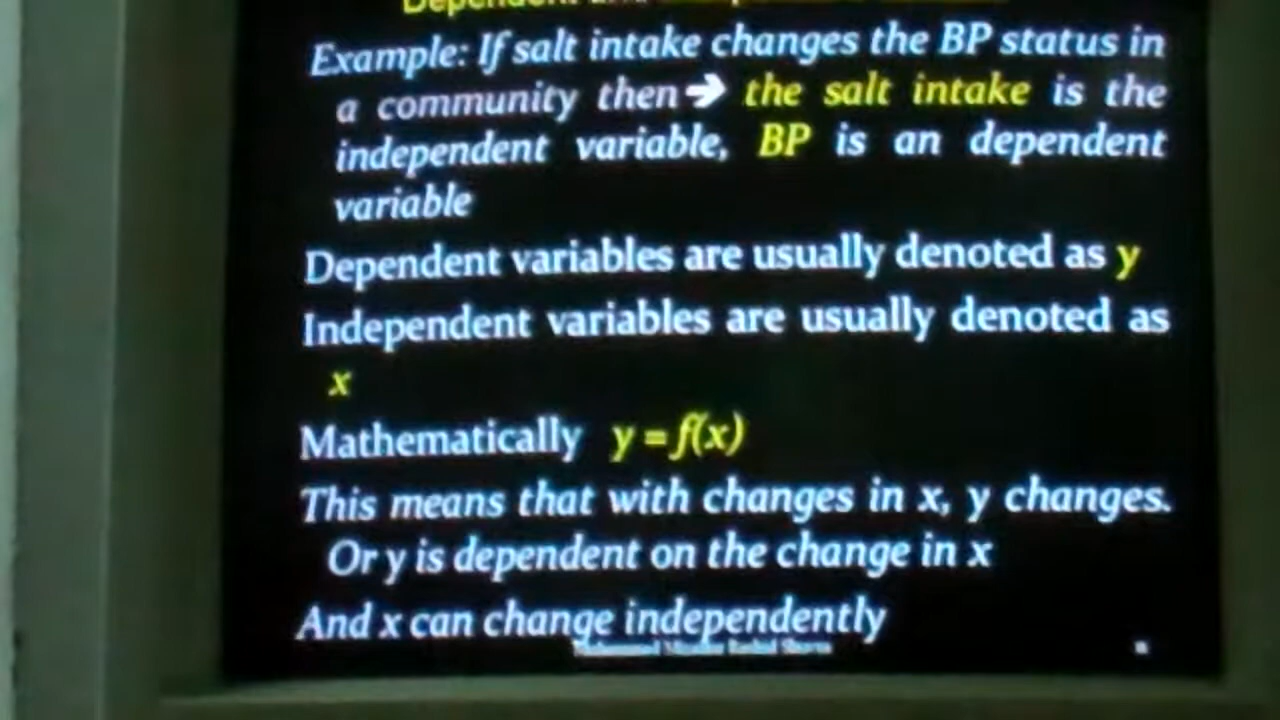 Dependent and
Example: If salt intake changes the BP status in
a community then➔ the salt intake is the
independent variable, BP is an dependent
variable
Dependent variables are usually denoted as y
Independent variables are usually denoted as
x
Mathematically y = f(x)
This means that with changes in x, y changes.
Or y is dependent on the change in x
And x can change independently